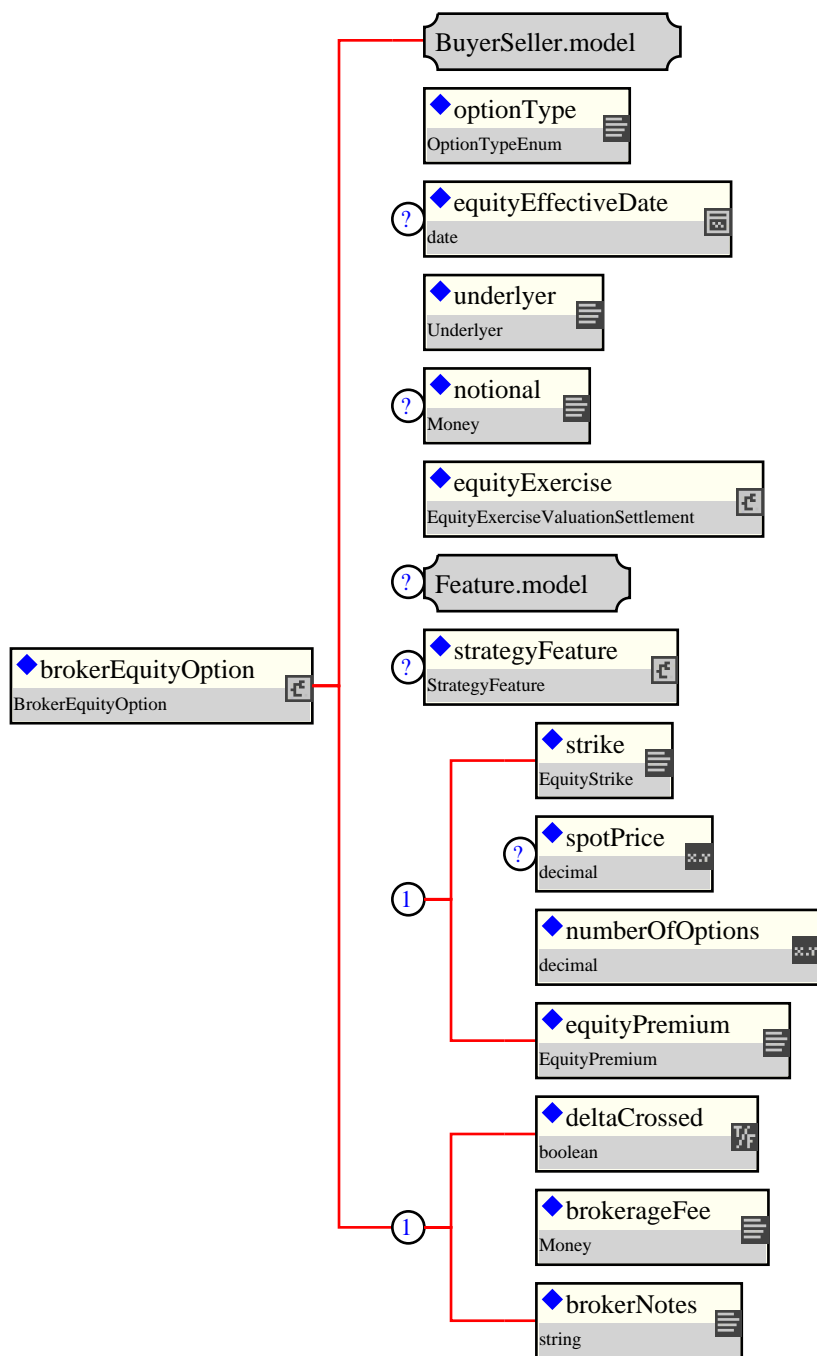 BuyerSeller.model
optionType
OptionTypeEnum
?
equityEffectiveDate
date
underlyer
Underlyer
?
notional
Money
equityExercise
EquityExerciseValuationSettlement
?
Feature.model
brokerEquityOption
BrokerEquityOption
?
strategyFeature
StrategyFeature
strike
EquityStrike
?
spotPrice
decimal
x.Y
1
numberOfOptions
decimal
x.Y
equityPremium
EquityPremium
deltaCrossed
boolean
T/F
1
brokerageFee
Money
brokerNotes
string